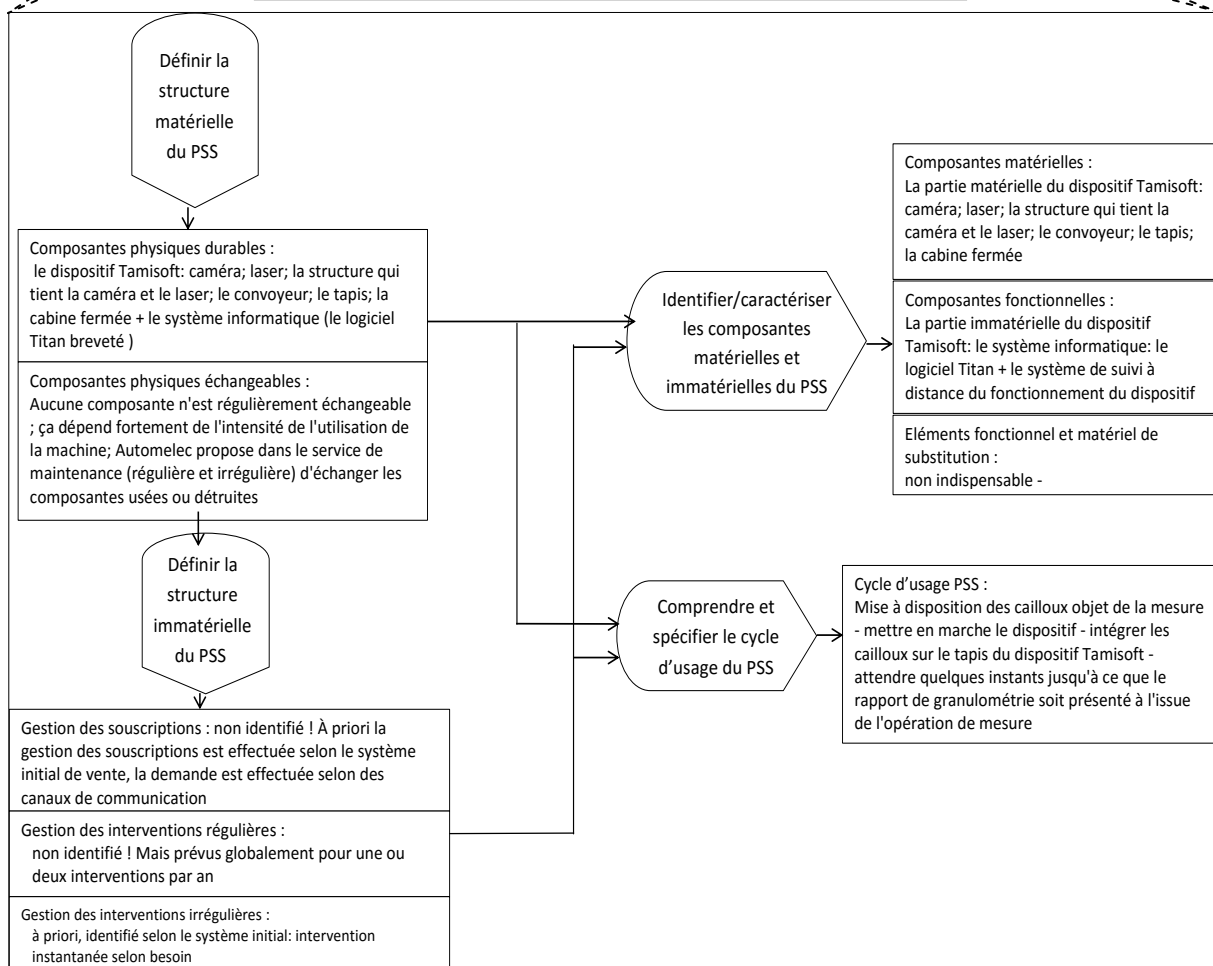 Définir la
structure
matérielle
du PSS
Composantes physiques durables :
le dispositif Tamisoft: caméra; laser; la structure qui
tient la caméra et le laser; le convoyeur; le tapis; la
cabine fermée + le système informatique (le logiciel
Titan breveté )
Composantes physiques échangeables :
Aucune composante n'est régulièrement échangeable
; ça dépend fortement de l'intensité de l'utilisation de
la machine; Automelec propose dans le service de
maintenance (régulière et irrégulière) d'échanger les
composantes usées ou détruites
Définir la
structure
immatérielle
du PSS
Gestion des souscriptions : non identifié ! À priori la
gestion des souscriptions est effectuée selon le système
initial de vente, la demande est effectuée selon des
canaux de communication
Gestion des interventions régulières :
non identifié ! Mais prévus globalement pour une ou
deux interventions par an
Gestion des interventions irrégulières :
à priori, identifié selon le système initial: intervention
instantanée selon besoin
Identifier/caractériser
les composantes
matérielles et
immatérielles du PSS
Comprendre et
spécifier le cycle
d'usage du PSS
Composantes matérielles :
La partie matérielle du dispositif Tamisoft:
caméra; laser; la structure qui tient la
caméra et le laser; le convoyeur; le tapis;
la cabine fermée
Composantes fonctionnelles :
La partie immatérielle du dispositif
Tamisoft: le système informatique: le
logiciel Titan + le système de suivi à
distance du fonctionnement du dispositif
Eléments fonctionnel et matériel de
substitution :
non indispensable -
Cycle d'usage PSS :
Mise à disposition des cailloux objet de la mesure
- mettre en marche le dispositif - intégrer les
cailloux sur le tapis du dispositif Tamisoft -
attendre quelques instants jusqu'à ce que le
rapport de granulométrie soit présenté à l'issue
de l'opération de mesure